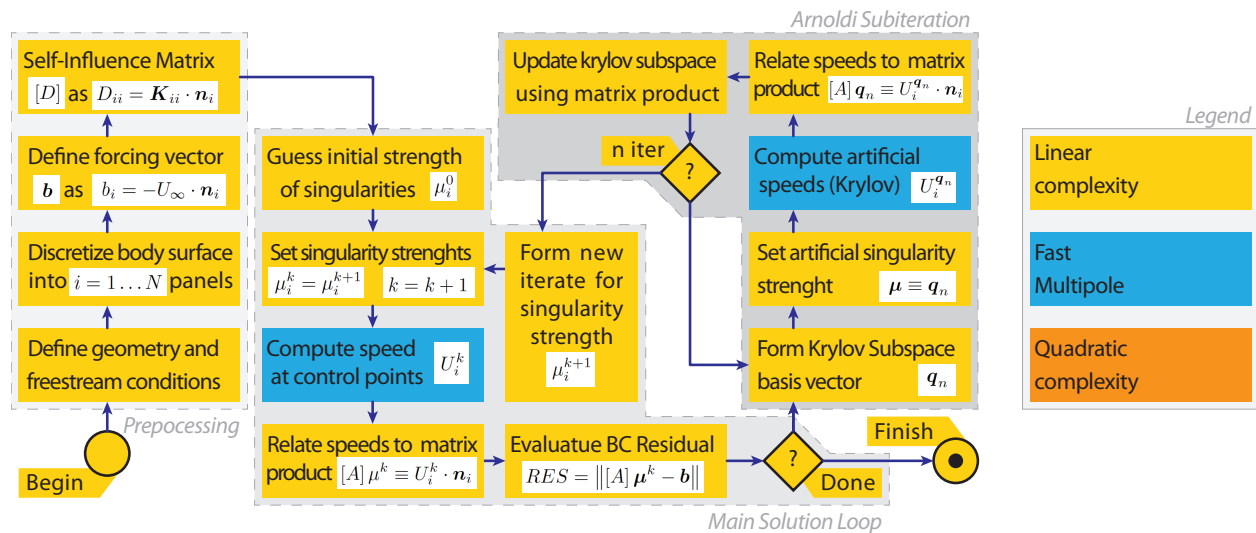 Arnoldi Subiteration
Self-Influence Matrix
[D] as D_{ii} = K_{ii} · n_i
Define forcing vector
b as b_i = −U_∞ · n_i
Discretize body surface
into i = 1 … N panels
Define geometry and
freestream conditions
Prepocessing
Begin
Guess initial strength
of singularities μ_i^0
Set singularity strenghts
μ_i^k = μ_i^{k+1} k = k + 1
Compute speed
at control points U_i^k
Relate speeds to matrix
product [A] μ^k ≡ U_i^k · n_i
Evaluatue BC Residual
RES = ||[A] μ^k − b||
Form new
iterate for
singularity
strength
μ_i^{k+1}
Main Solution Loop
?
Done
Finish
Update krylov subspace
using matrix product
n iter
?
Relate speeds to matrix
product [A] q_n ≡ U_i^{q_n} · n_i
Compute artificial
speeds (Krylov) U_i^{q_n}
Set artificial singularity
strenght μ ≡ q_n
Form Krylov Subspace
basis vector q_n
Legend
Linear
complexity
Fast
Multipole
Quadratic
complexity